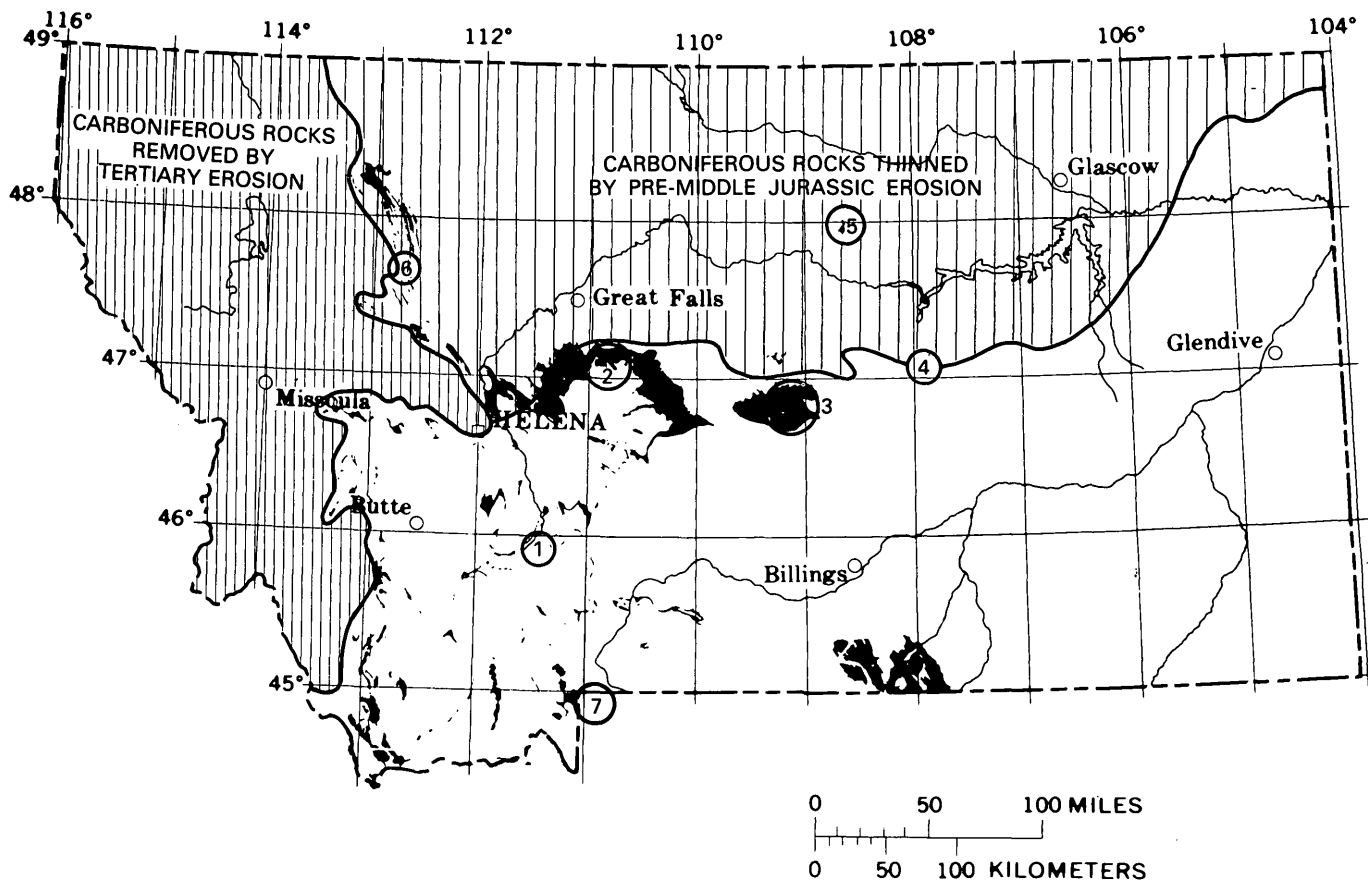 116°
114°
112°
110°
108°
106°
104°
49°
CARBONIFEROUS ROCKS
REMOVED BY
TERTIARY EROSION
CARBONIFEROUS ROCKS THINNED
BY PRE-MIDDLE JURASSIC EROSION
Glascow
48°
5
6
Great Falls
47°
2
4
Glendive
Missoula
HELENA
3
Butte
46°
1
Billings
45°
7
0 50 100 MILES
0 50 100 KILOMETERS